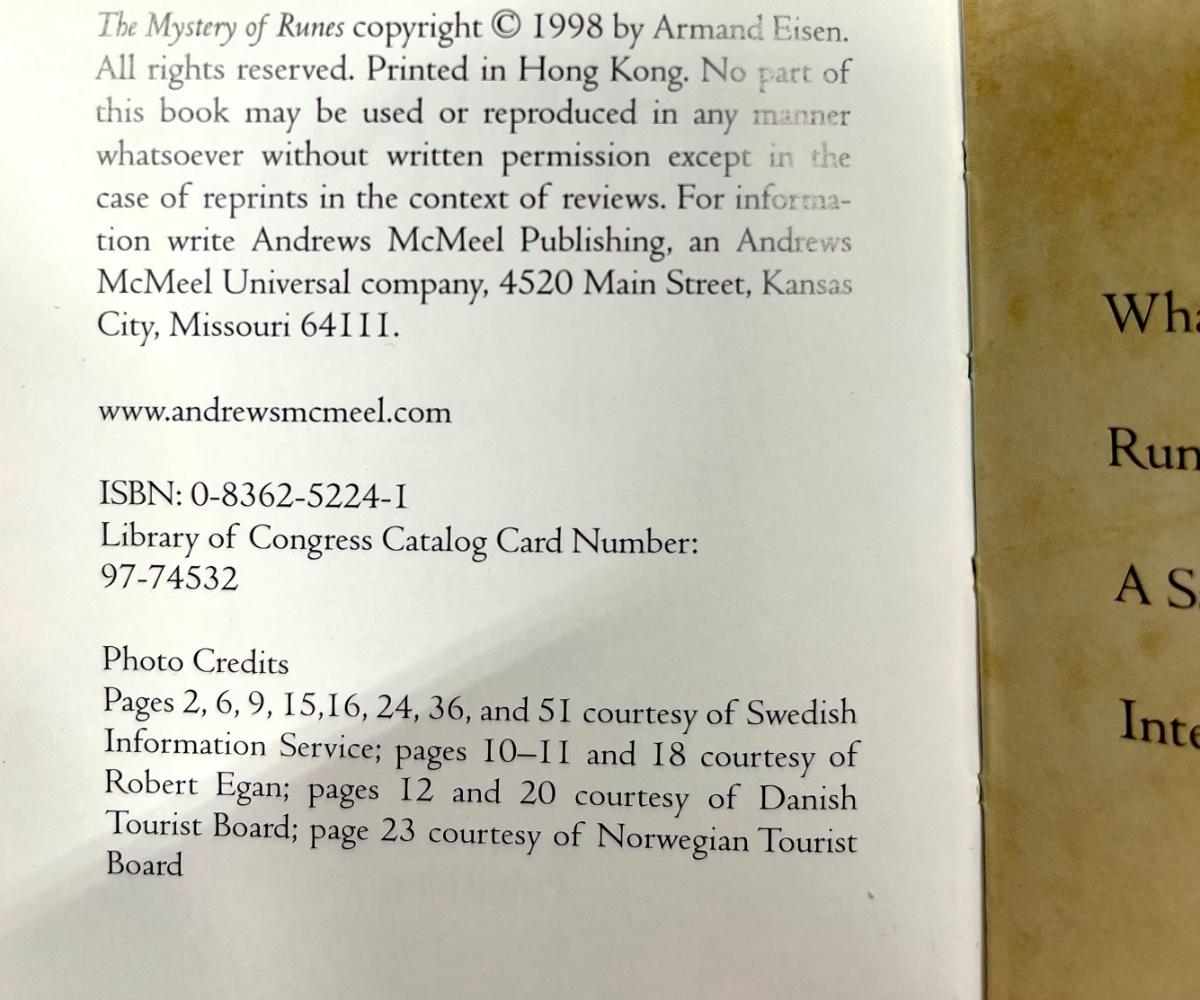 The Mystery of Runes copyright © 1998 by Armand Eisen.
All rights reserved. Printed in Hong Kong. No part of
this book may be used or reproduced in any manner
whatsoever without written permission except in the
case of reprints in the context of reviews. For informa-
tion write Andrews McMeel Publishing, an Andrews
McMeel Universal company, 4520 Main Street, Kansas
City, Missouri 64111.
www.andrewsmcmeel.com
ISBN: 0-8362-5224-1
Library of Congress Catalog Card Number:
97-74532
Photo Credits
Pages 2, 6, 9, 15,16, 24, 36, and 51 courtesy of Swedish
Information Service; pages 10–11 and 18 courtesy of
Robert Egan; pages 12 and 20 courtesy of Danish
Tourist Board; page 23 courtesy of Norwegian Tourist
Board
Wha
Run
A S
Inte